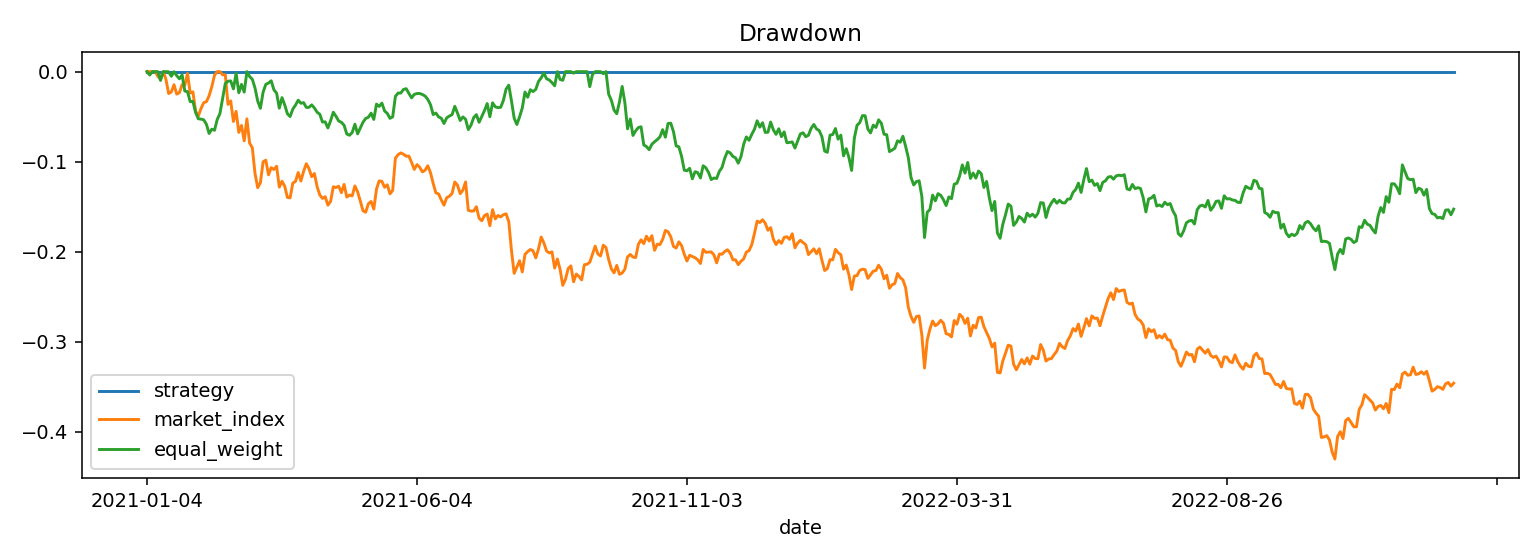 Drawdown
0.0
−0.1
−0.2
−0.3
−0.4
strategy
market_index
equal_weight
2021-01-04 2021-06-04 2021-11-03 2022-03-31 2022-08-26
date